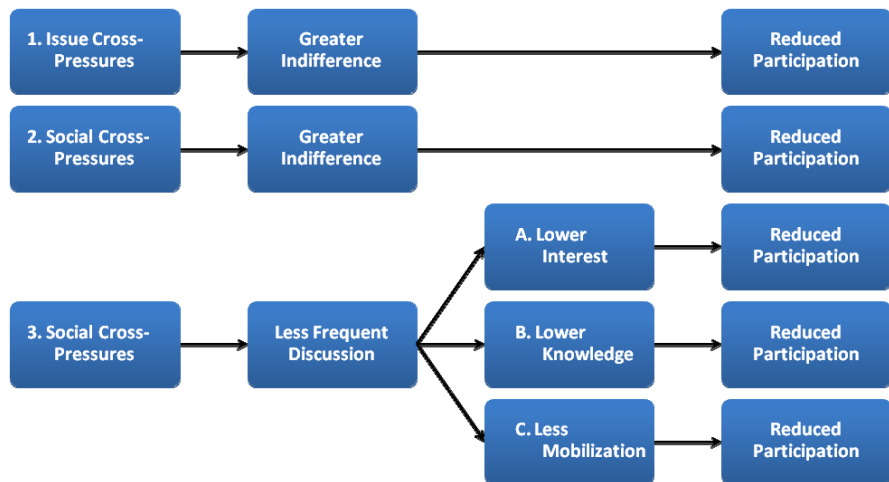 1. Issue Cross-
Pressures
Greater
Indifference
Reduced
Participation
2. Social Cross-
Pressures
Greater
Indifference
Reduced
Participation
A. Lower
Interest
Reduced
Participation
3. Social Cross-
Pressures
Less Frequent
Discussion
B. Lower
Knowledge
Reduced
Participation
C. Less
Mobilization
Reduced
Participation